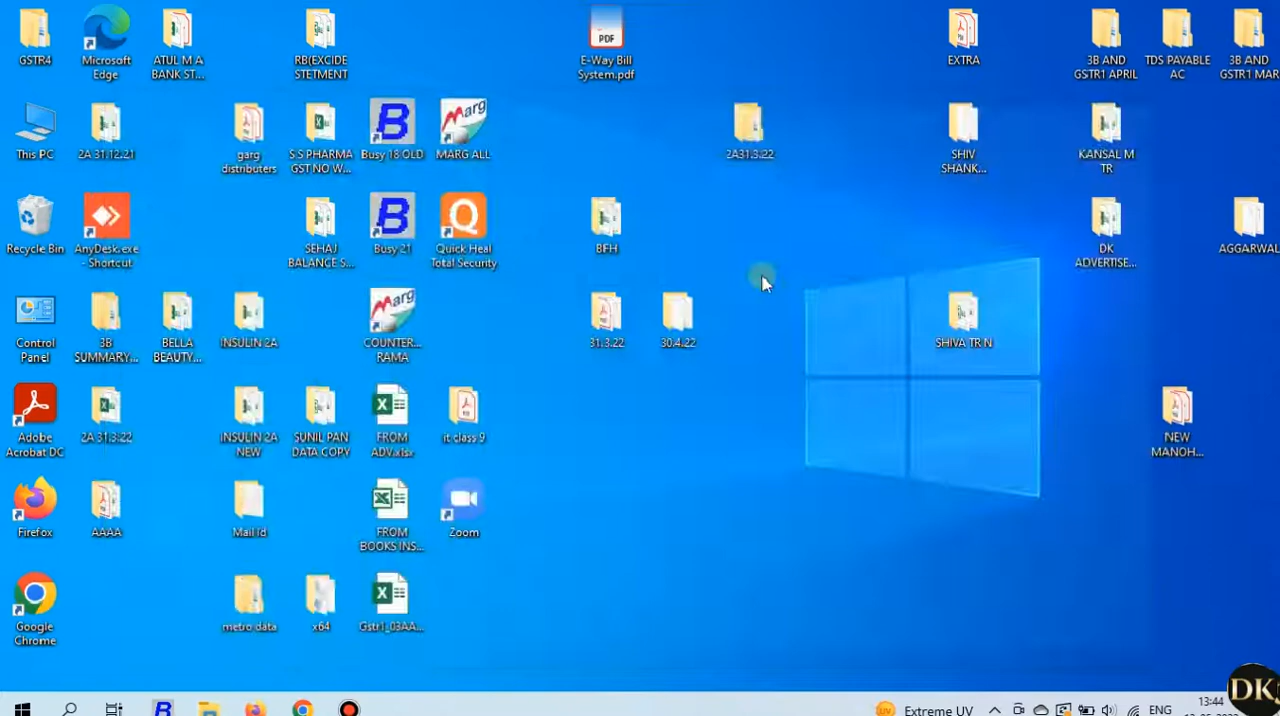 GSTR4
Microsoft
Edge
ATUL M A
BANK ST...
RB(EXCIDE
STETMENT
PDF
E-Way Bill
System.pdf
EXTRA
3B AND
GSTR1 APRIL
TDS PAYABLE
AC
3B AND
GSTR1 MAR
This PC
2A 31.12.21
garg
distributers
S S PHARMA
GST NO W...
Busy 18 OLD
Marg
MARG ALL
2A31.3.22
SHIV
SHANK...
KANSAL M
TR
Recycle Bin
AnyDesk.exe
- Shortcut
SEHAJ
BALANCE S...
Busy 21
Quick Heal
Total Security
BFH
DK
ADVERTISE...
AGGARWAL
Control
Panel
3B
SUMMARY...
BELLA
BEAUTY...
INSULIN 2A
Marg
COUNTER...
RAMA
31.3.22
30.4.22
SHIVA TR N
Adobe
Acrobat DC
2A 31.3.22
INSULIN 2A
NEW
SUNIL PAN
DATA COPY
FROM
ADV.xlsx
it class 9
NEW
MANOH...
Firefox
AAAA
Mail id
FROM
BOOKS INS...
Zoom
Google
Chrome
metro data
x64
Gstr1_03AA...
UV
Extreme UV
ENG
13:44
DK